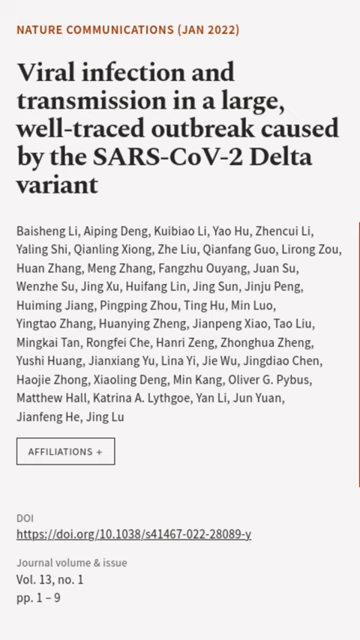 NATURE COMMUNICATIONS (JAN 2022)
Viral infection and
transmission in a large,
well-traced outbreak caused
by the SARS-CoV-2 Delta
variant
Baisheng Li, Aiping Deng, Kuibiao Li, Yao Hu, Zhencui Li,
Yaling Shi, Qianling Xiong, Zhe Liu, Qianfang Guo, Lirong Zou,
Huan Zhang, Meng Zhang, Fangzhu Ouyang, Juan Su,
Wenzhe Su, Jing Xu, Huifang Lin, Jing Sun, Jinju Peng,
Huiming Jiang, Pingping Zhou, Ting Hu, Min Luo,
Yingtao Zhang, Huanying Zheng, Jianpeng Xiao, Tao Liu,
Mingkai Tan, Rongfei Che, Hanri Zeng, Zhonghua Zheng,
Yushi Huang, Jianxiang Yu, Lina Yi, Jie Wu, Jingdiao Chen,
Haojie Zhong, Xiaoling Deng, Min Kang, Oliver G. Pybus,
Matthew Hall, Katrina A. Lythgoe, Yan Li, Jun Yuan,
Jianfeng He, Jing Lu
AFFILIATIONS +
DOI
https://doi.org/10.1038/s41467-022-28089-y
Journal volume & issue
Vol. 13, no. 1
pp. 1 – 9